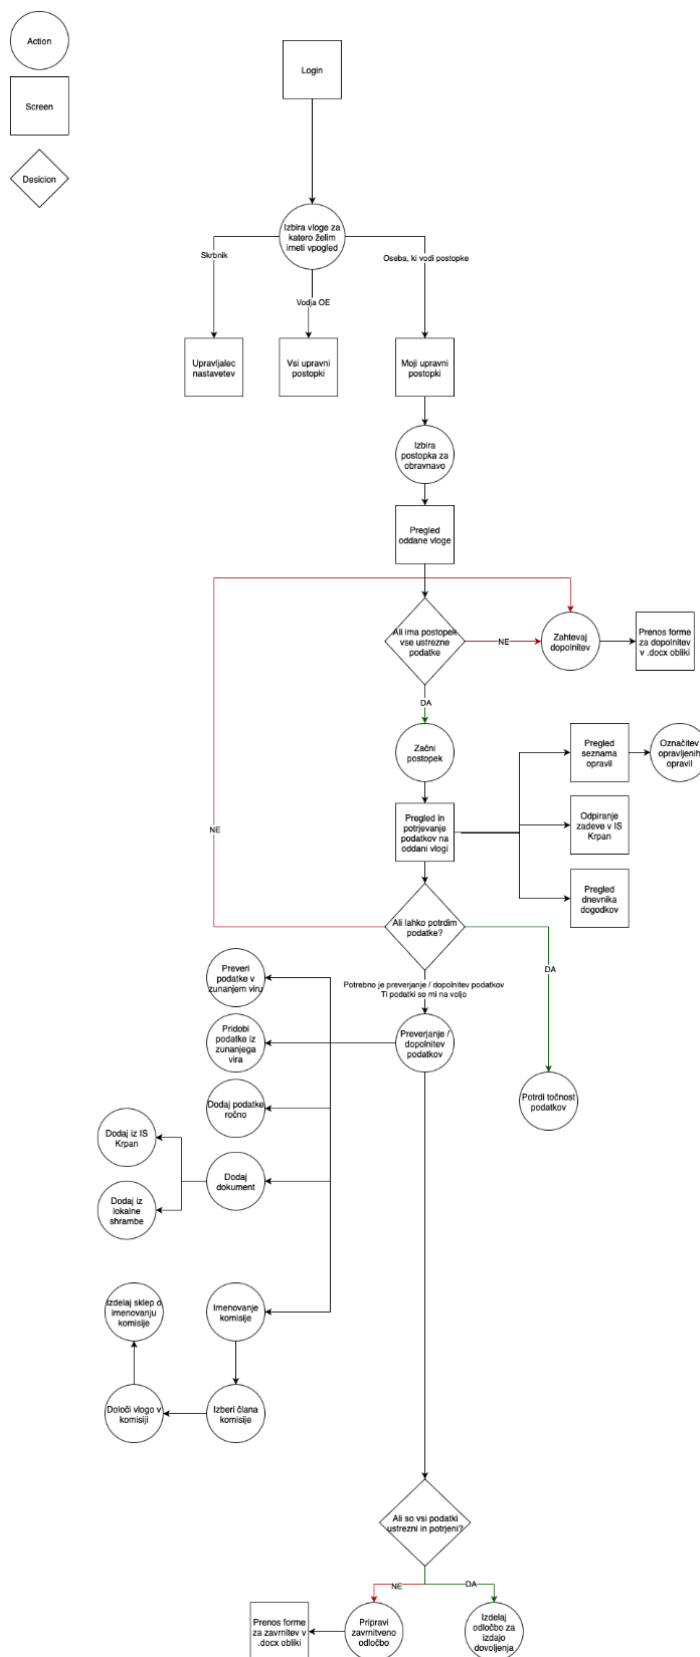 Action
Login
Screen
Desicion
Izbira vloge za
katero želim
imeti vpogled
Skrbnik
Oseba, ki vodi postopke
Vodja OE
Upravljalec
nastavetev
Vsi upravni
postopki
Moji upravni
postopki
Izbira
postopka za
obravnavo
Pregled
oddane vloge
Ali ima postopek
vse ustrezne
podatke
NE
Zahtevaj
dopolnitev
Prenos forme
za dopolnitev
v .docx obliki
DA
Začni
postopek
Pregled
seznama
opravil
Označitev
opravljenih
opravil
NE
Pregled in
potrjevanje
podatkov na
oddani vlogi
Odpiranje
zadeve v IS
Krpan
Pregled
dnevnika
dogodkov
Ali lahko potrdim
podatke?
DA
Preveri
podatke v
zunanjem viru
Potrebno je preverjanje / dopolnitev podatkov
Ti podatki so mi na voljo
Pridobi
podatke iz
zunanjega
vira
Preverjanje /
dopolnitev
podatkov
Dodaj podatke
ročno
Potrdi točnost
podatkov
Dodaj iz IS
Krpan
Dodaj
dokument
Dodaj iz
lokalne
shrambe
Izdelaj sklep o
imenovanju
komisije
Imenovanje
komisije
Določi vlogo v
komisiji
Izberi člana
komisije
Ali so vsi podatki
ustrezni in potrjeni?
NE
DA
Prenos forme
za zavrnitev v
.docx obliki
Pripravi
zavrnitveno
odločbo
Izdelaj
odločbo za
izdajo
dovoljenja